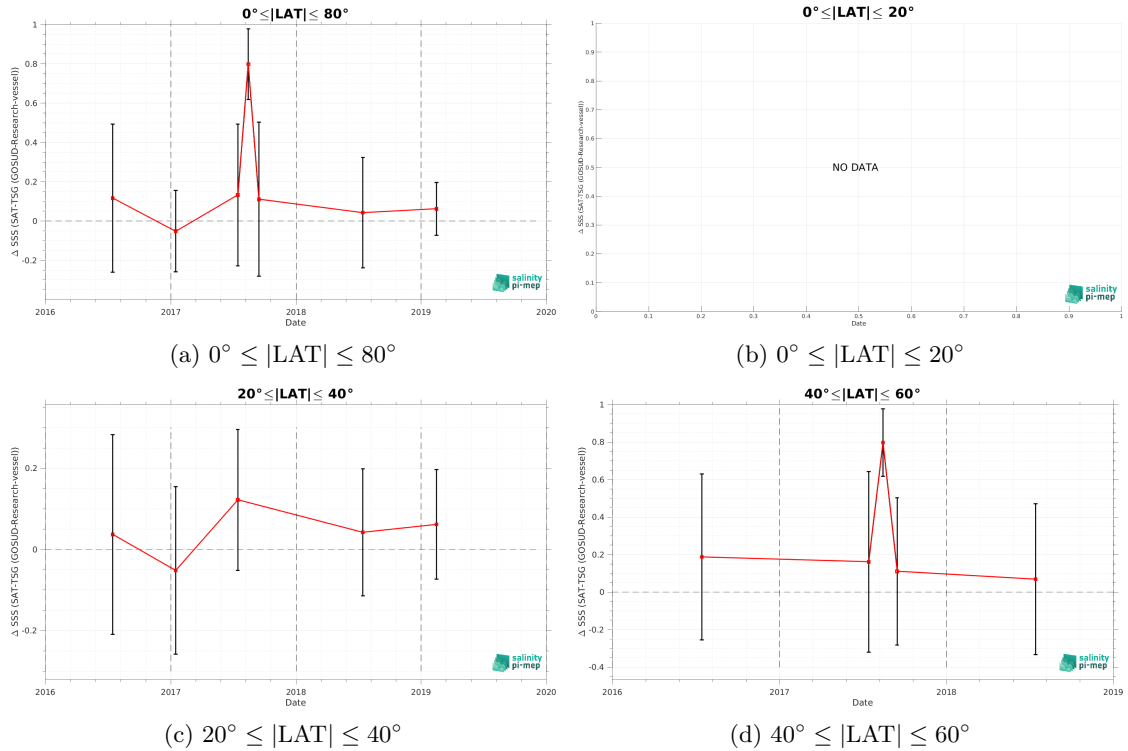 0°≤|LAT|≤ 80°
Δ SSS (SAT-TSG (GOSUD-Research-vessel))
1
0.8
0.6
0.4
0.2
0
-0.2
2016
2017
2018
2019
2020
Date
salinity
pi-mep
(a) 0° ≤ |LAT| ≤ 80°
0°≤|LAT|≤ 20°
Δ SSS (SAT-TSG (GOSUD-Research-vessel))
1
0.9
0.8
0.7
0.6
0.5
0.4
0.3
0.2
0.1
0
NO DATA
0
0.1
0.2
0.3
0.4
0.5
0.6
0.7
0.8
0.9
1
Date
salinity
pi-mep
(b) 0° ≤ |LAT| ≤ 20°
20°≤|LAT|≤ 40°
Δ SSS (SAT-TSG (GOSUD-Research-vessel))
0.2
0
-0.2
2016
2017
2018
2019
2020
Date
salinity
pi-mep
(c) 20° ≤ |LAT| ≤ 40°
40°≤|LAT|≤ 60°
Δ SSS (SAT-TSG (GOSUD-Research-vessel))
1
0.8
0.6
0.4
0.2
0
-0.2
-0.4
2016
2017
2018
2019
Date
salinity
pi-mep
(d) 40° ≤ |LAT| ≤ 60°